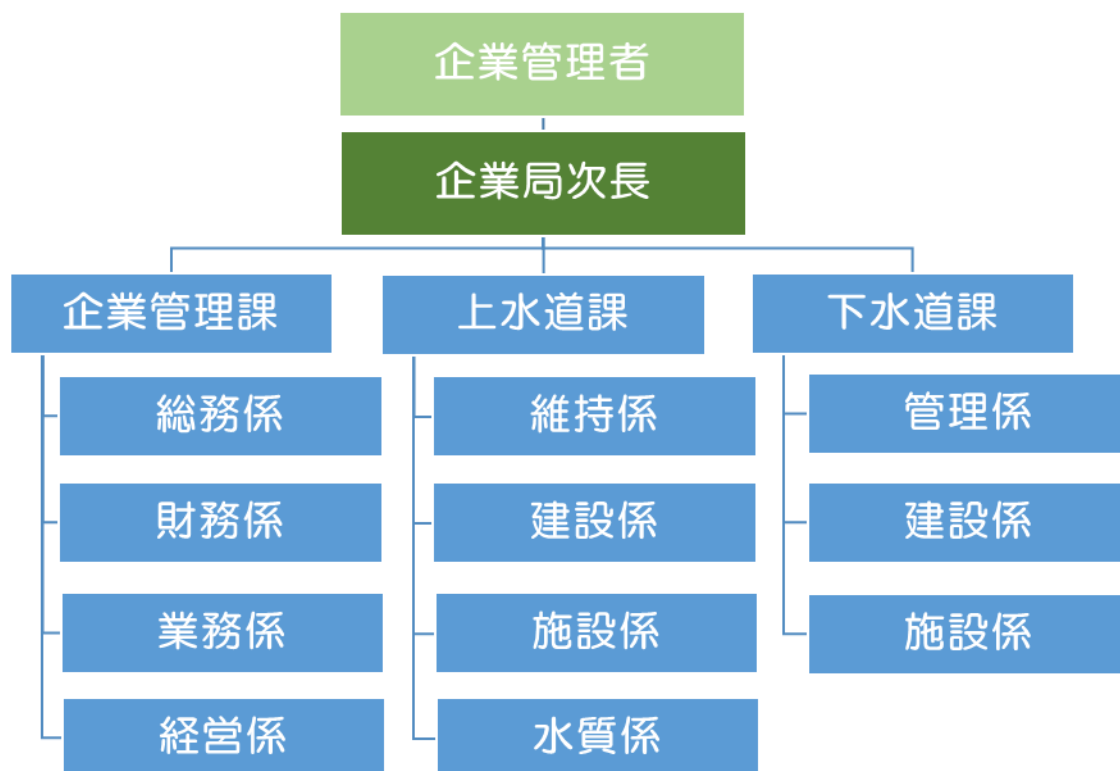 企業管理者
企業局次長
企業管理課
総務係
財務係
業務係
経営係
上水道課
維持係
建設係
施設係
水質係
下水道課
管理係
建設係
施設係